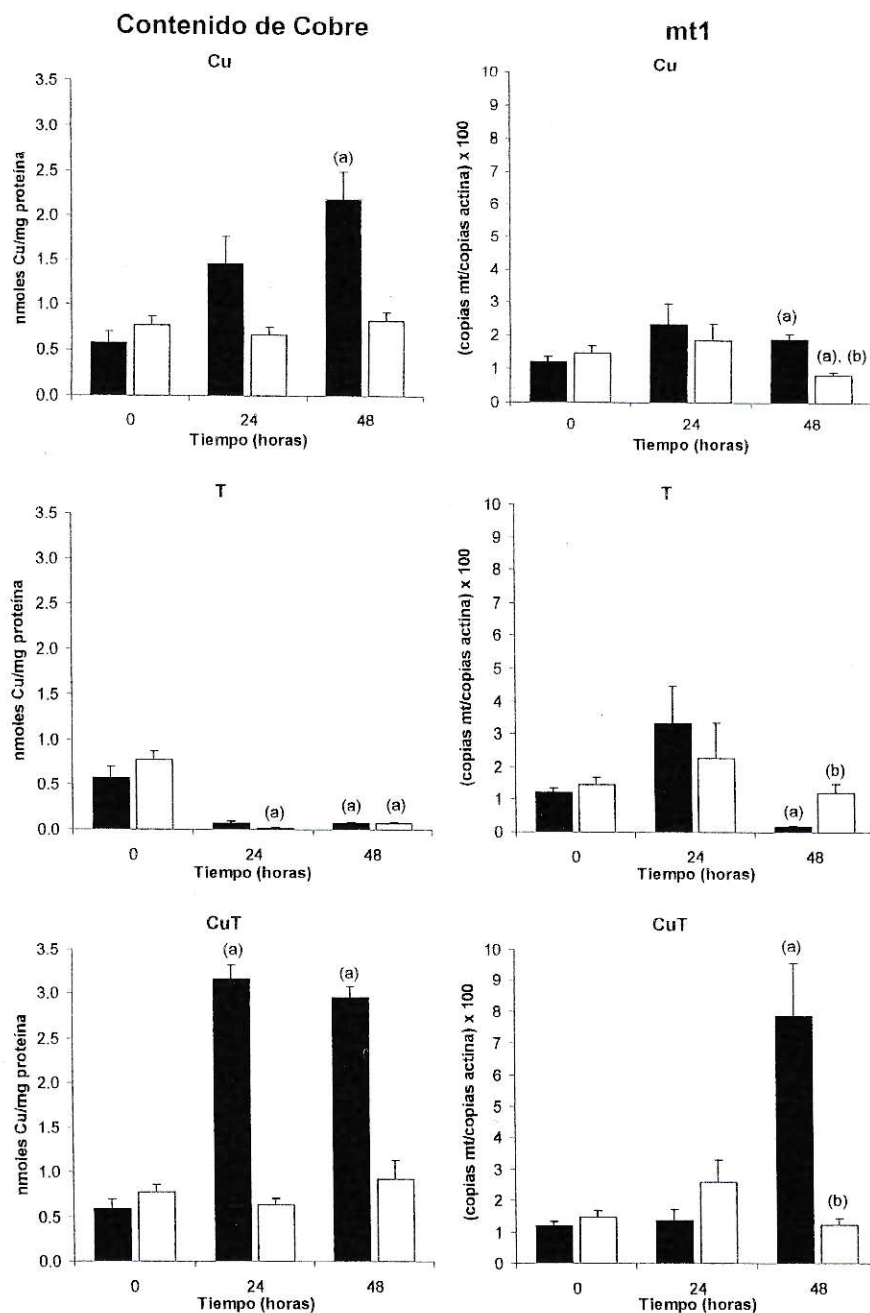 Contenido de Cobre
Cu
nmoles Cu/mg proteína
3.5
3.0
2.5
2.0
1.5
1.0
0.5
0.0
(a)
0
24
48
Tiempo (horas)
mt1
Cu
(copias mt/copias actina) x 100
10
9
8
7
6
5
4
3
2
1
0
(a)
(a), (b)
0
24
48
Tiempo (horas)
T
nmoles Cu/mg proteína
3.5
3.0
2.5
2.0
1.5
1.0
0.5
0.0
(a)
(a)
(a)
0
24
48
Tiempo (horas)
T
(copias mt/copias actina) x 100
10
9
8
7
6
5
4
3
2
1
0
(a)
(b)
0
24
48
Tiempo (horas)
CuT
nmoles Cu/mg proteína
3.5
3.0
2.5
2.0
1.5
1.0
0.5
0.0
(a)
(a)
0
24
48
Tiempo (horas)
CuT
(copias mt/copias actina) x 100
10
9
8
7
6
5
4
3
2
1
0
(a)
(b)
0
24
48
Tiempo (horas)